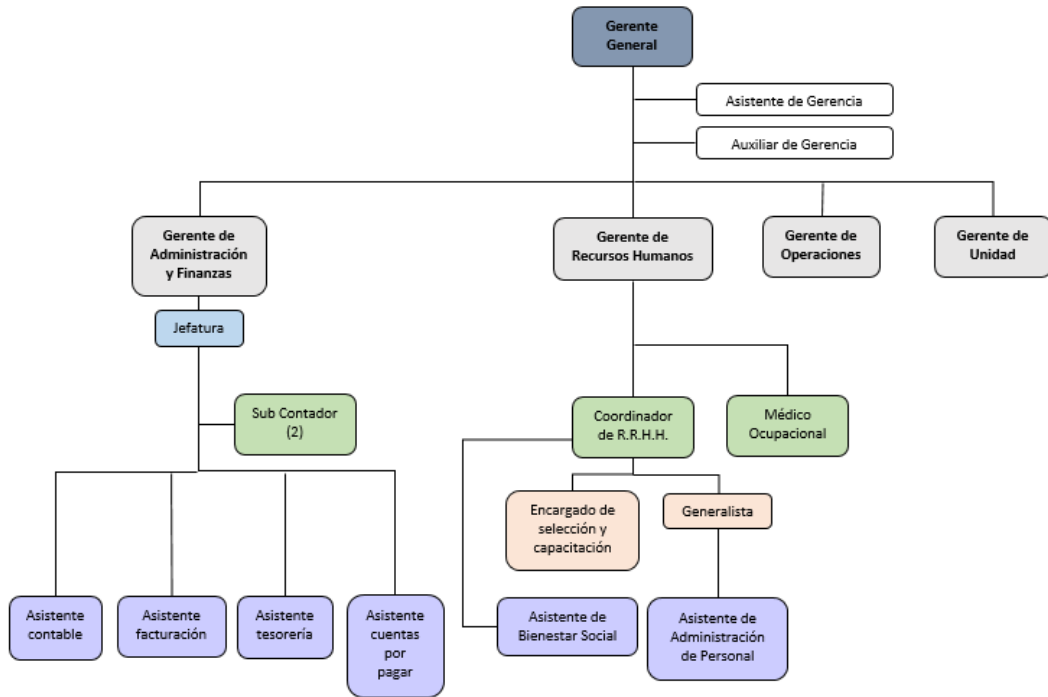 Gerente
General
Asistente de Gerencia
Auxiliar de Gerencia
Gerente de
Administración
y Finanzas
Gerente de
Recursos Humanos
Gerente de
Operaciones
Gerente de
Unidad
Jefatura
Sub Contador
(2)
Coordinador
de R.R.H.H.
Médico
Ocupacional
Encargado de
selección y
capacitación
Generalista
Asistente
contable
Asistente
facturación
Asistente
tesorería
Asistente
cuentas
por
pagar
Asistente de
Bienestar Social
Asistente de
Administración
de Personal